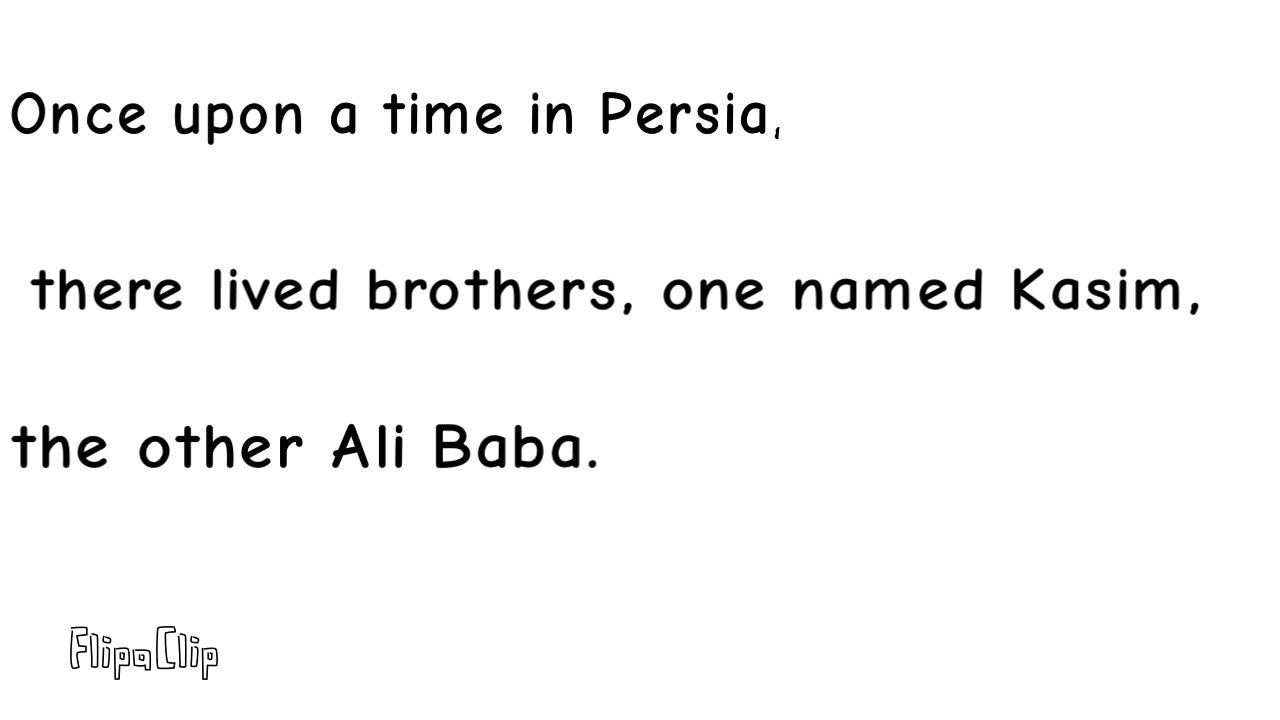 Once upon a time in Persia,
there lived brothers, one named Kasim,
the other Ali Baba.
FlipaClip